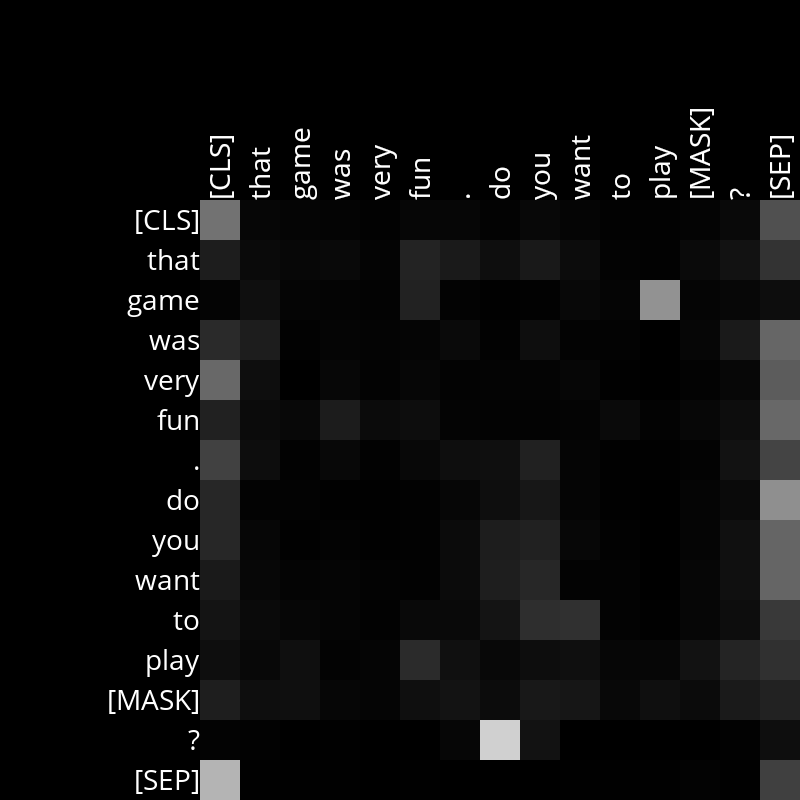 [CLS] that game was very fun . do you want to play [MASK] ? [SEP]
[CLS]
that
game
was
very
fun
.
do
you
want
to
play
[MASK]
?
[SEP]